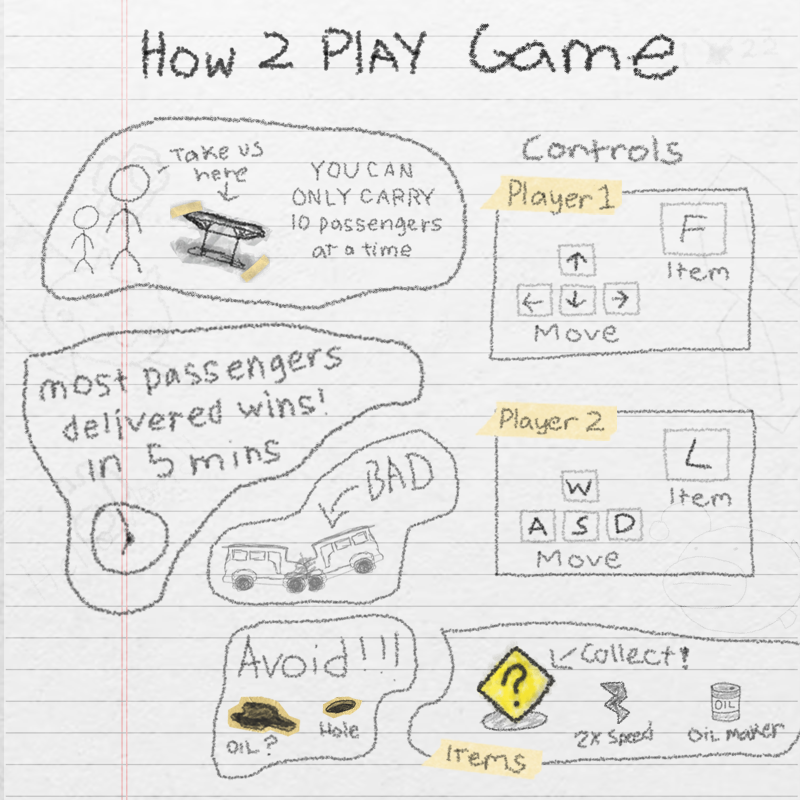 How 2 PLAY Game
Take us
here
YOU CAN
ONLY CARRY
10 passengers
at a time
Controls
Player 1
F
Item
↑
← ↓ →
Move
most passengers
delivered wins!
in 5 mins
BAD
Player 2
L
Item
W
A S D
Move
Avoid!!!
OIL?
Hole
?
Collect!
2x Speed
OIL
Oil maker
Items